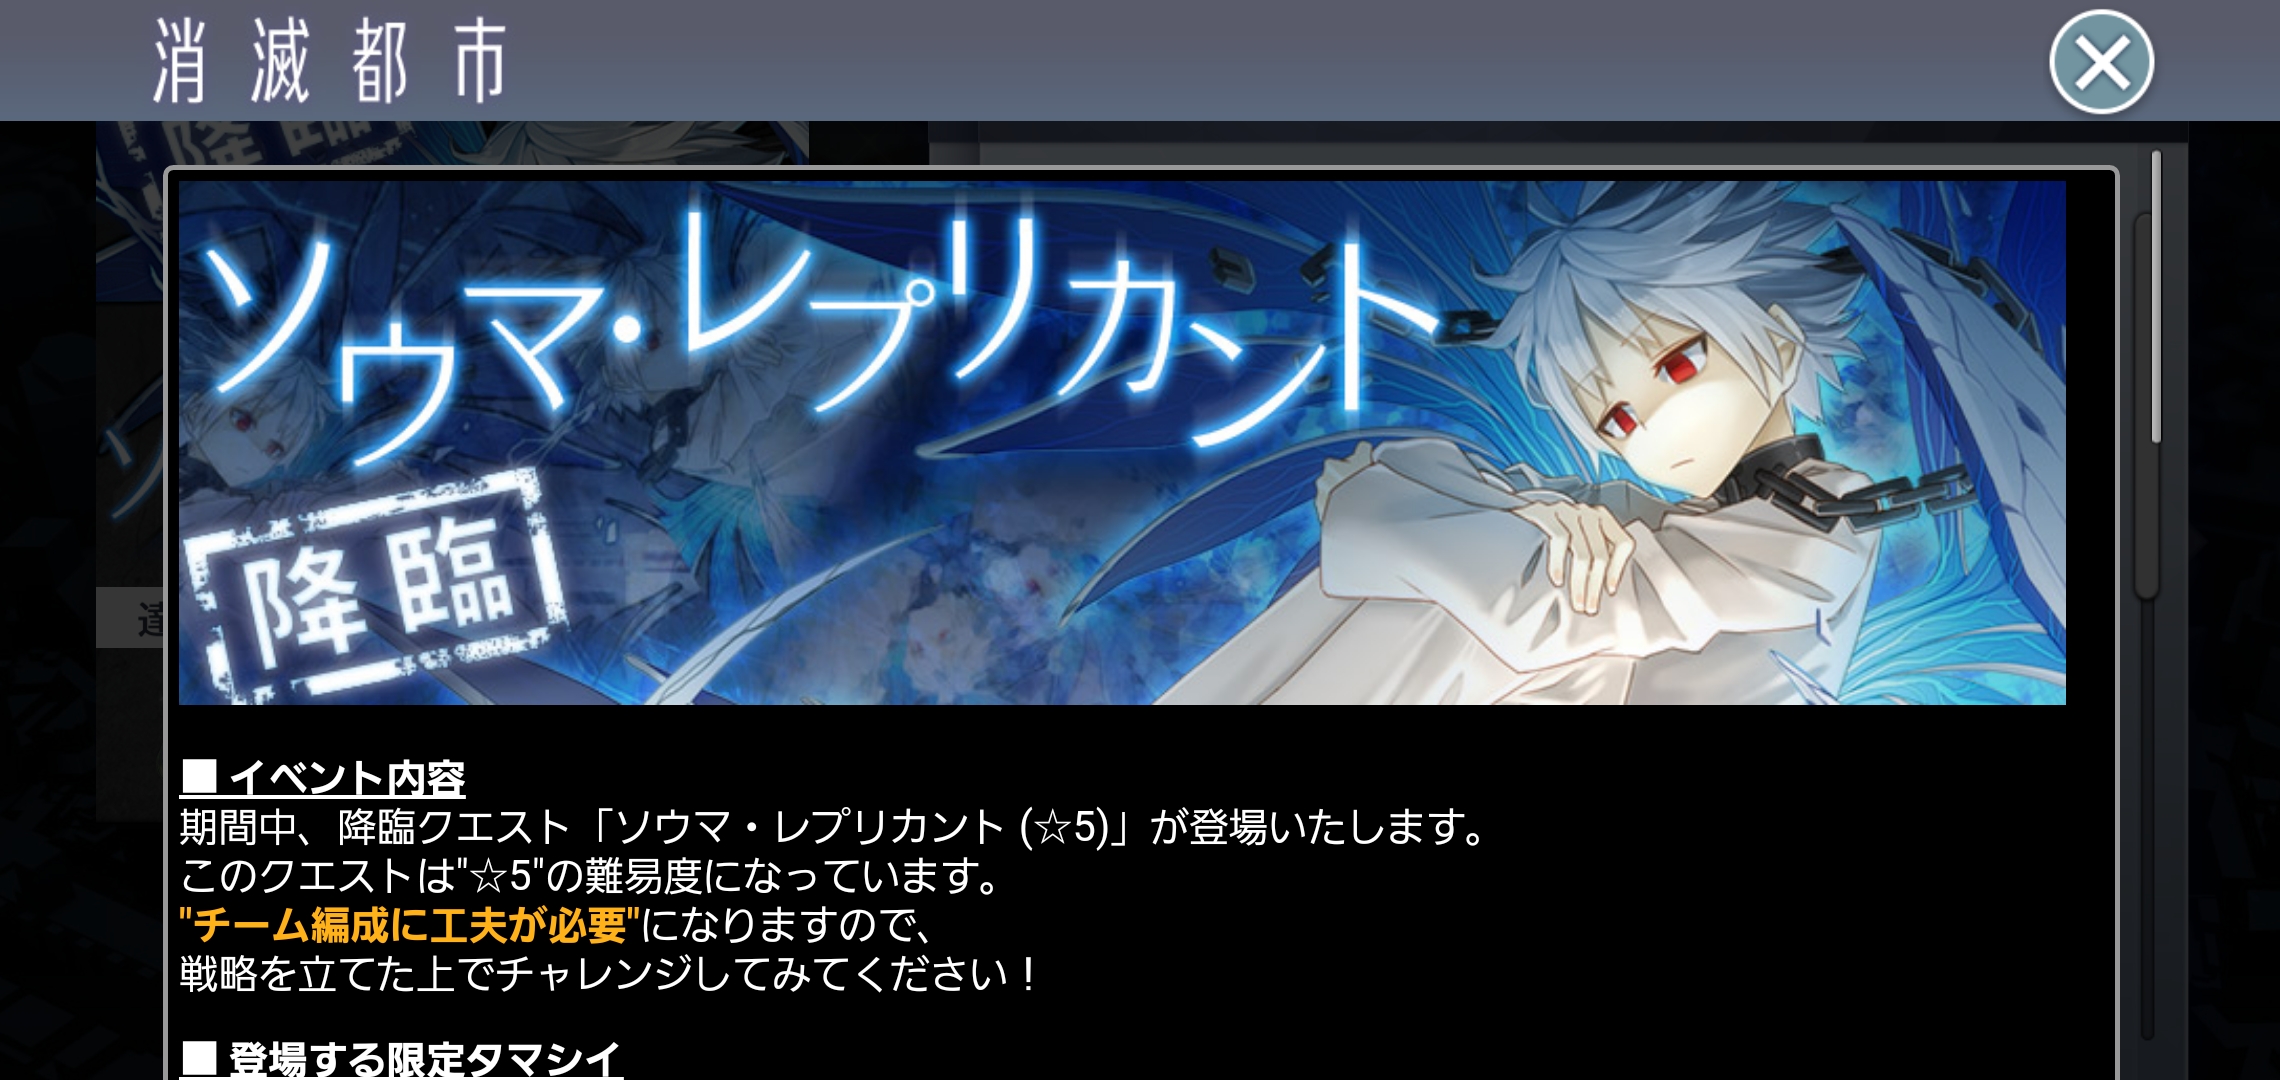 消滅都市
ソウマ・レプリカント
降臨
■ イベント内容
期間中、降臨クエスト「ソウマ・レプリカント (☆5)」が登場いたします。
このクエストは"☆5"の難易度になっています。
"チーム編成に工夫が必要"になりますので、
戦略を立てた上でチャレンジしてみてください！
■ 登場する限定タマシイ